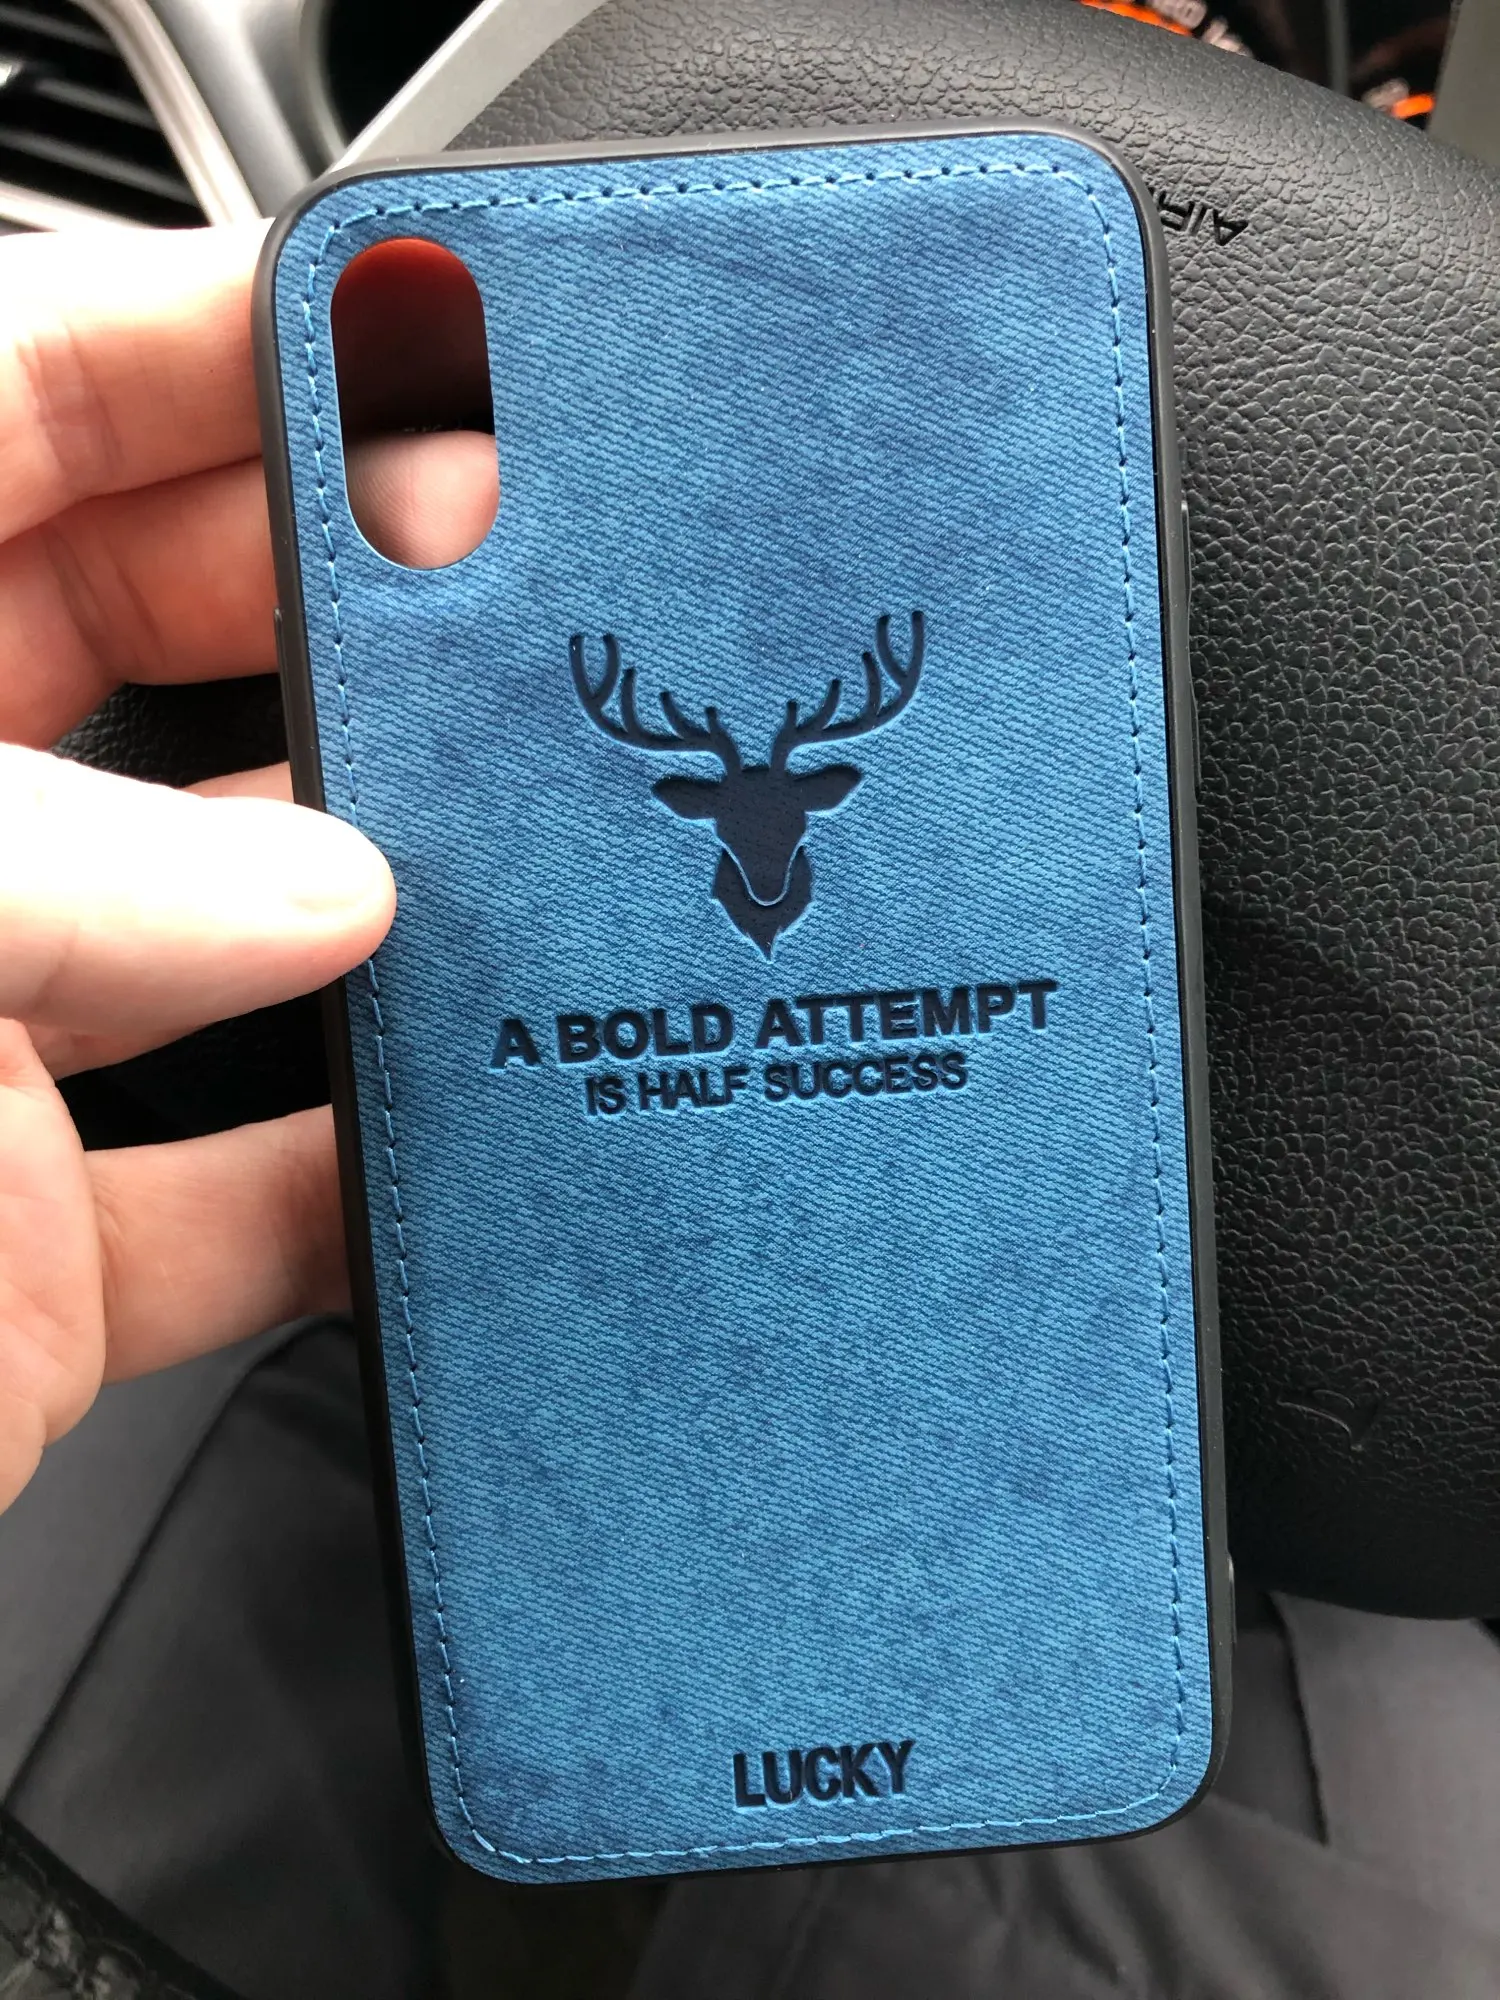 A BOLD ATTEMPT
IS HALF SUCCESS
LUCKY